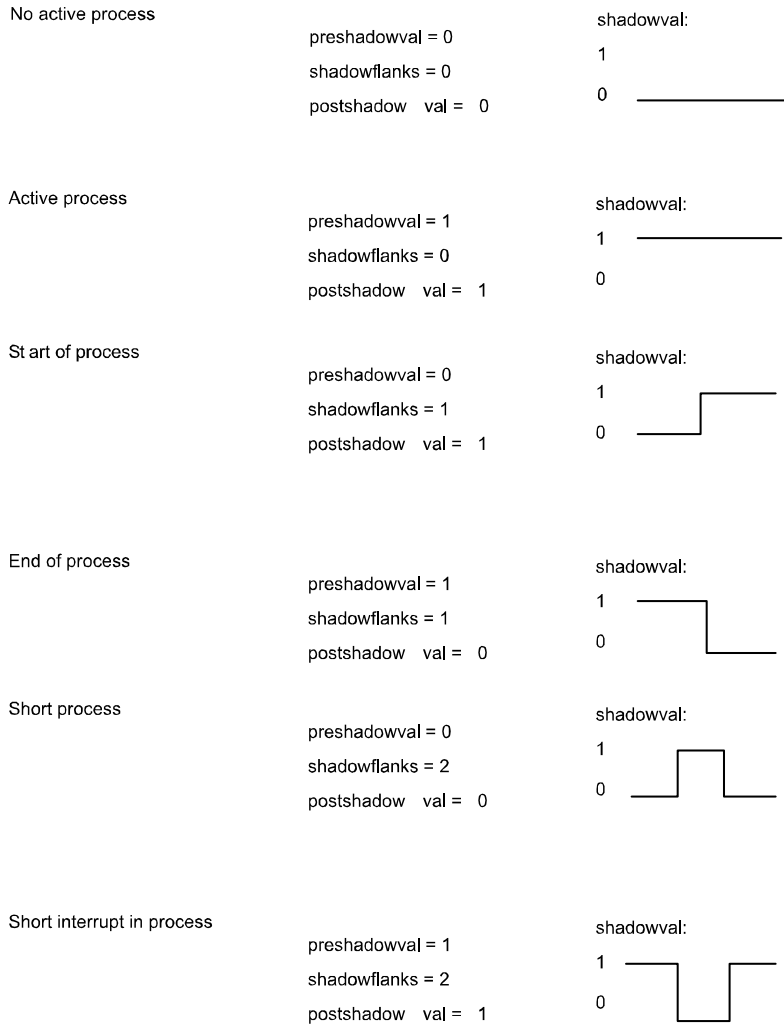 No active process
preshadowval = 0
shadowflanks = 0
postshadow val = 0
shadowval:
1
0
Active process
preshadowval = 1
shadowflanks = 0
postshadow val = 1
shadowval:
1
0
St art of process
preshadowval = 0
shadowflanks = 1
postshadow val = 1
shadowval:
1
0
End of process
preshadowval = 1
shadowflanks = 1
postshadow val = 0
shadowval:
1
0
Short process
preshadowval = 0
shadowflanks = 2
postshadow val = 0
shadowval:
1
0
Short interrupt in process
preshadowval = 1
shadowflanks = 2
postshadow val = 1
shadowval:
1
0